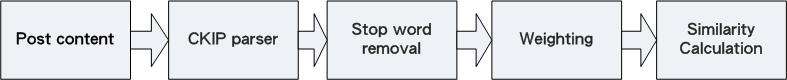 Post content
CKIP parser
Stop word
removal
Weighting
Similarity
Calculation